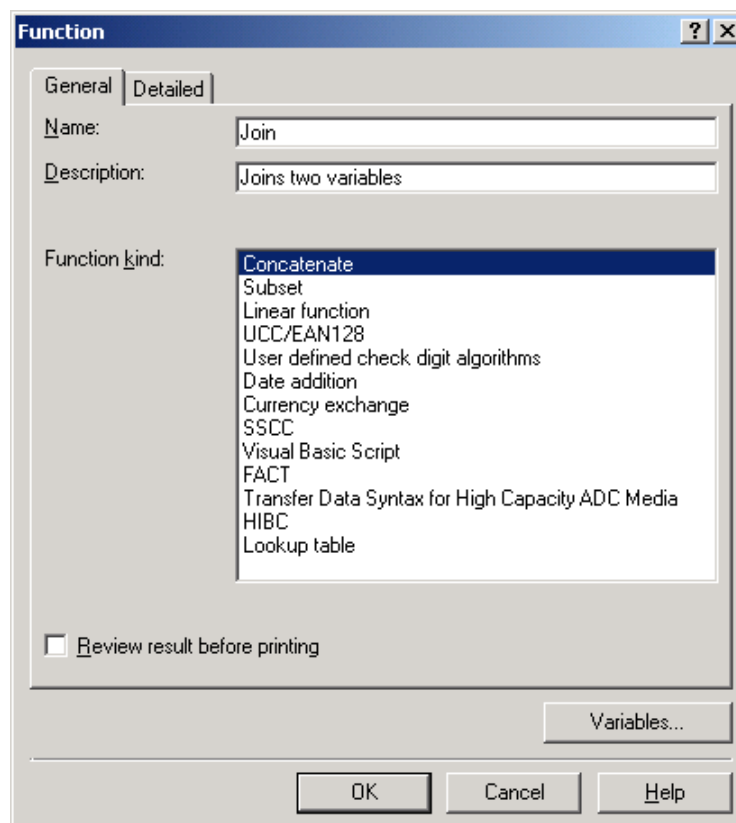 Function
General Detailed
Name: Join
Description: Joins two variables
Function kind: Concatenate
Subset
Linear function
UCC/EAN128
User defined check digit algorithms
Date addition
Currency exchange
SSCC
Visual Basic Script
FACT
Transfer Data Syntax for High Capacity ADC Media
HIBC
Lookup table
Review result before printing
Variables...
OK Cancel Help